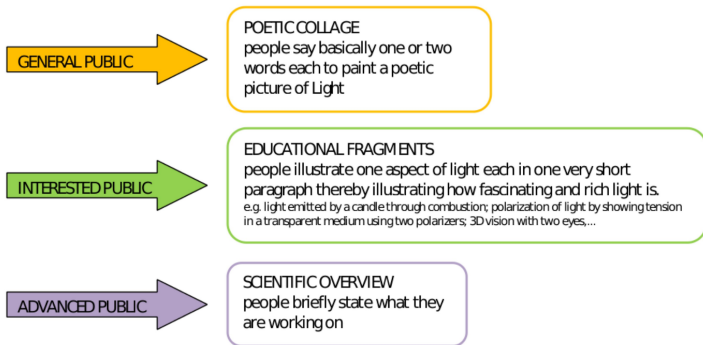 GENERAL PUBLIC
POETIC COLLAGE
people say basically one or two
words each to paint a poetic
picture of Light
INTERESTED PUBLIC
EDUCATIONAL FRAGMENTS
people illustrate one aspect of light each in one very short
paragraph thereby illustrating how fascinating and rich light is.
e.g. light emitted by a candle through combustion; polarization of light by showing tension
in a transparent medium using two polarizers; 3D vision with two eyes,...
ADVANCED PUBLIC
SCIENTIFIC OVERVIEW
people briefly state what they
are working on